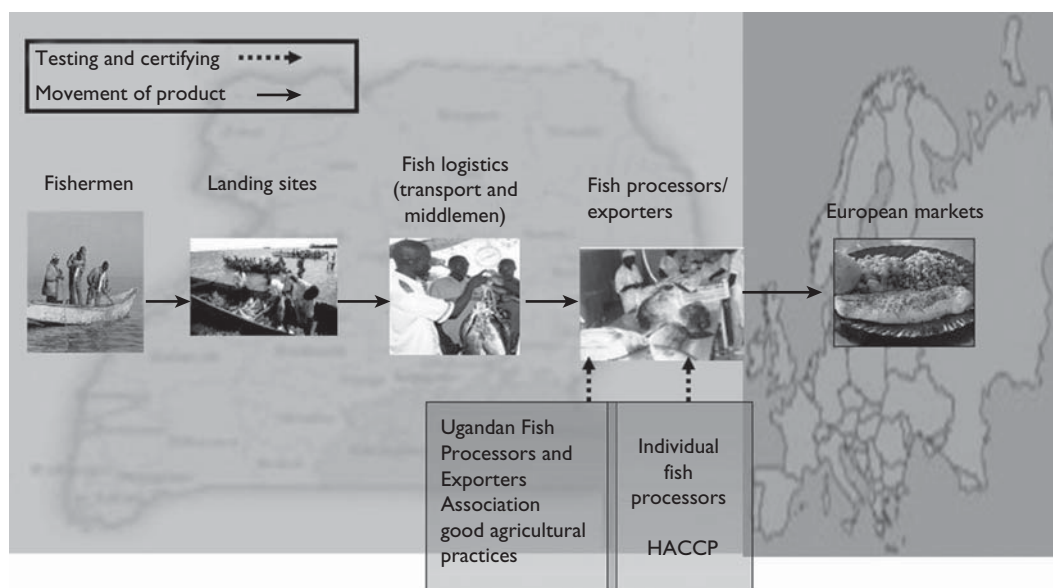 Testing and certifying
Movement of product
Fishermen
Landing sites
Fish logistics
(transport and
middlemen)
Fish processors/
exporters
European markets
Ugandan Fish
Processors and
Exporters
Association
good agricultural
practices
Individual
fish
processors
HACCP